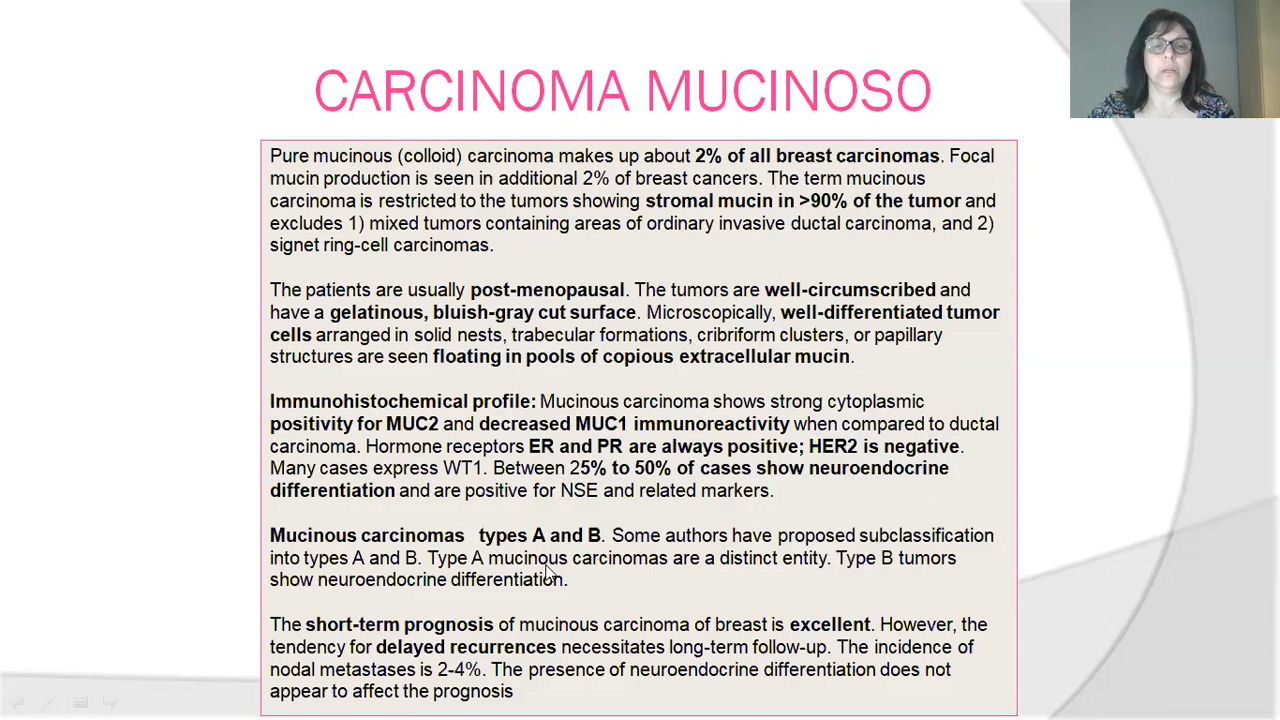 CARCINOMA MUCINOSO
Pure mucinous (colloid) carcinoma makes up about 2% of all breast carcinomas. Focal
mucin production is seen in additional 2% of breast cancers. The term mucinous
carcinoma is restricted to the tumors showing stromal mucin in >90% of the tumor and
excludes 1) mixed tumors containing areas of ordinary invasive ductal carcinoma, and 2)
signet ring-cell carcinomas.
The patients are usually post-menopausal. The tumors are well-circumscribed and
have a gelatinous, bluish-gray cut surface. Microscopically, well-differentiated tumor
cells arranged in solid nests, trabecular formations, cribriform clusters, or papillary
structures are seen floating in pools of copious extracellular mucin.
Immunohistochemical profile: Mucinous carcinoma shows strong cytoplasmic
positivity for MUC2 and decreased MUC1 immunoreactivity when compared to ductal
carcinoma. Hormone receptors ER and PR are always positive; HER2 is negative.
Many cases express WT1. Between 25% to 50% of cases show neuroendocrine
differentiation and are positive for NSE and related markers.
Mucinous carcinomas types A and B. Some authors have proposed subclassification
into types A and B. Type A mucinous carcinomas are a distinct entity. Type B tumors
show neuroendocrine differentiation.
The short-term prognosis of mucinous carcinoma of breast is excellent. However, the
tendency for delayed recurrences necessitates long-term follow-up. The incidence of
nodal metastases is 2-4%. The presence of neuroendocrine differentiation does not
appear to affect the prognosis